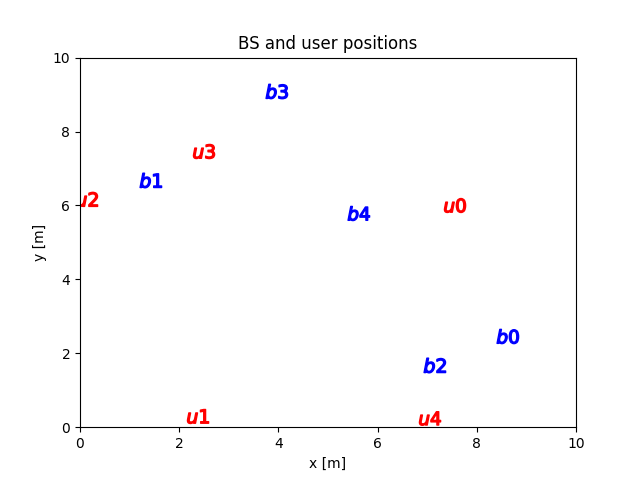 BS and user positions
10
b3
8
u3
b1
u2
6
u0
b4
y [m]
4
b0
2
b2
u1
u4
0
0 2 4 6 8 10
x [m]